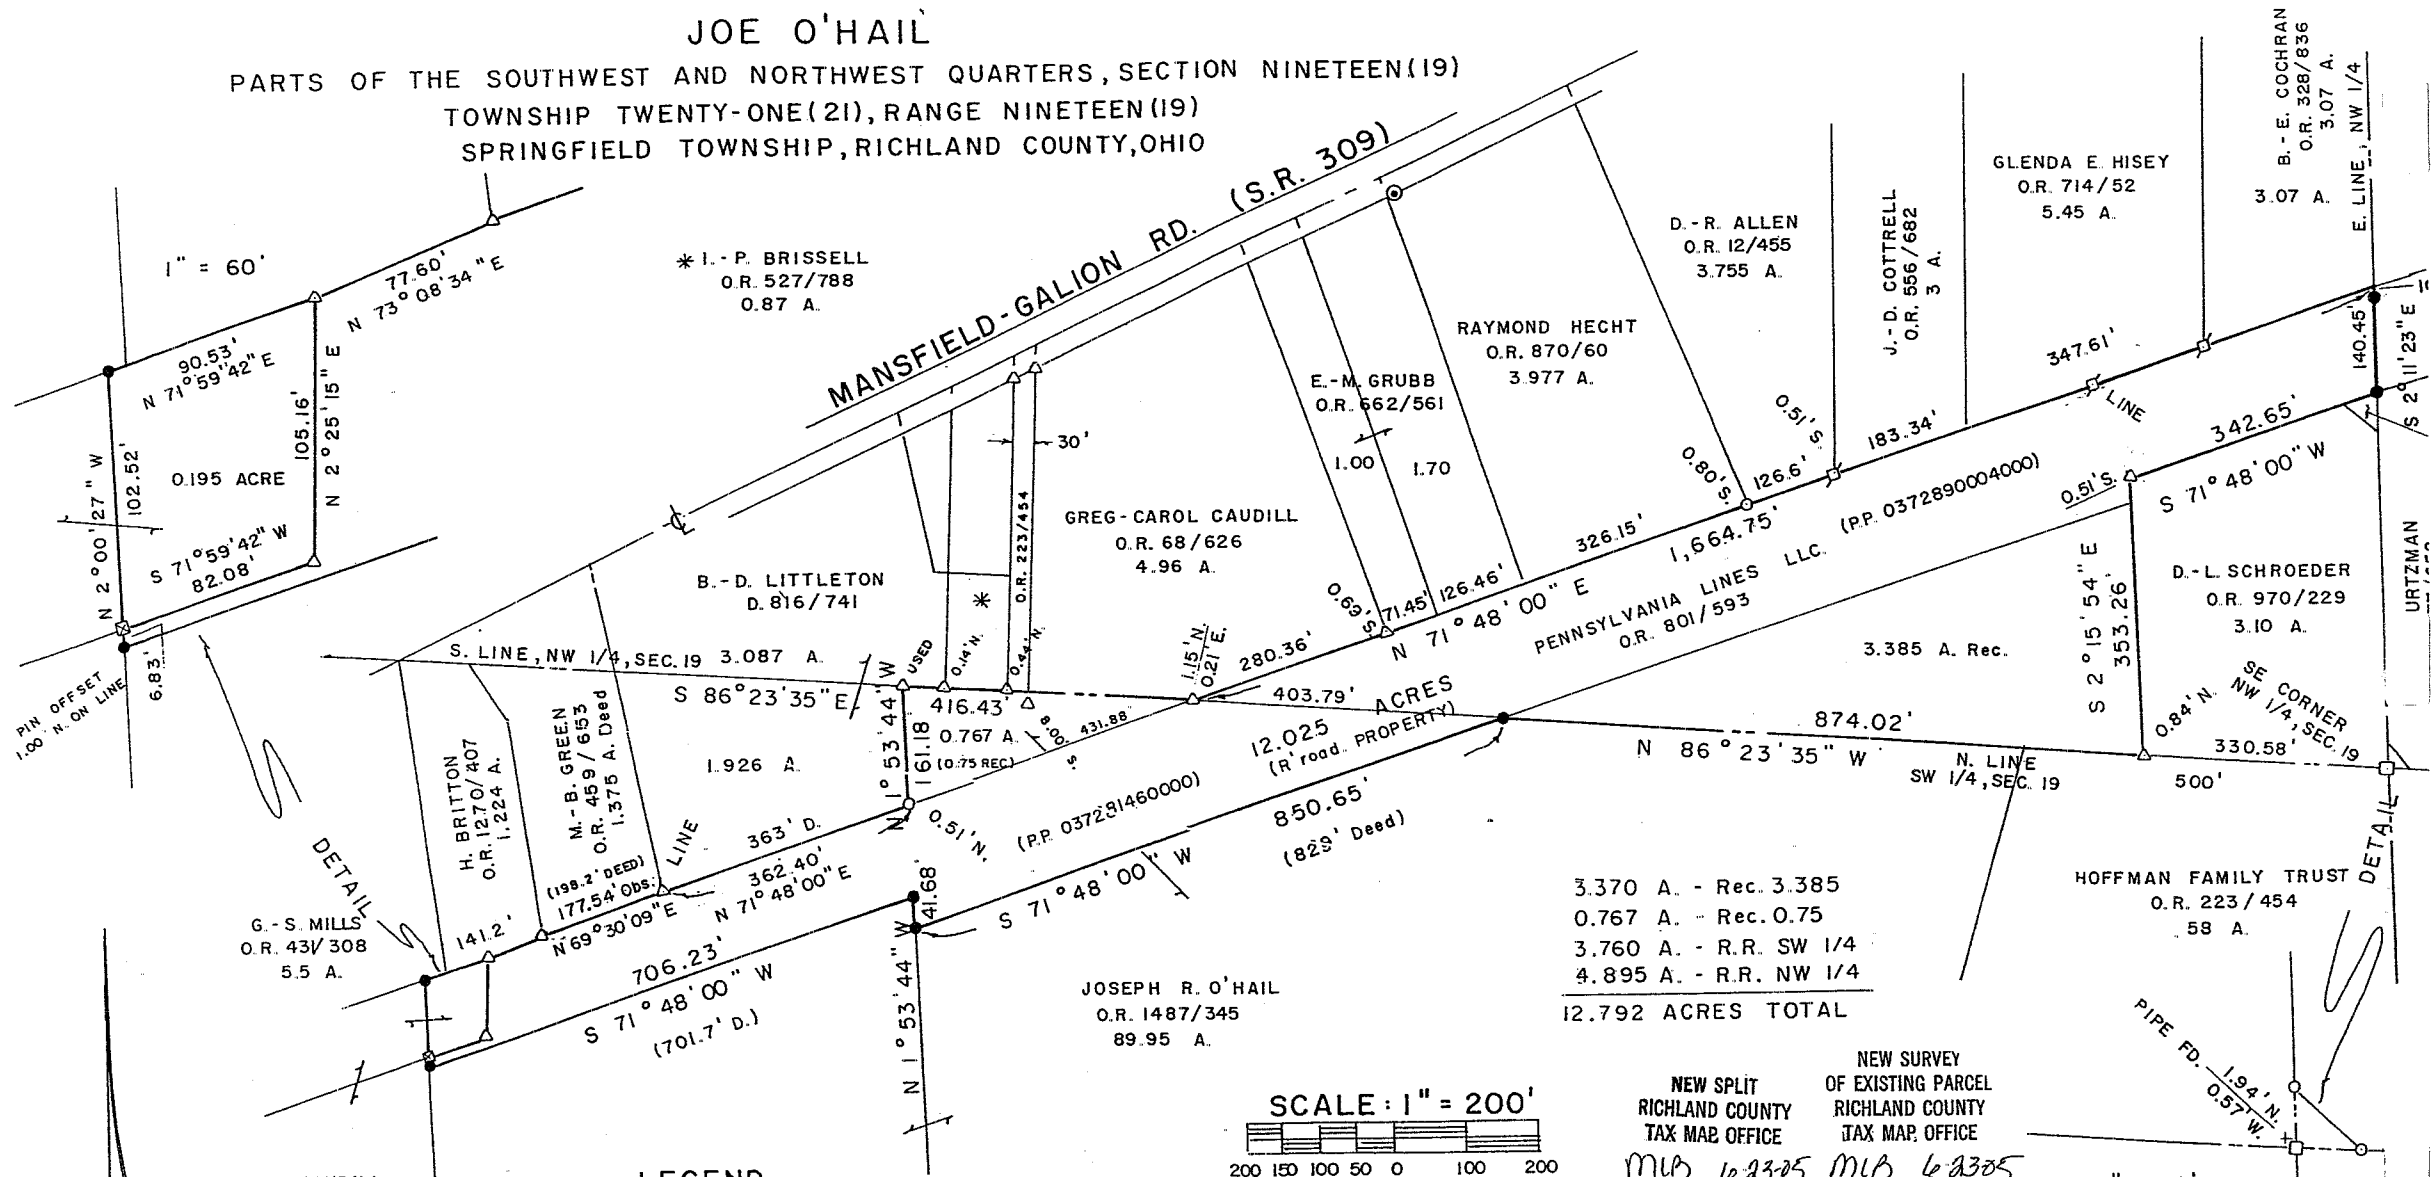 JOE O'HAIL
PARTS OF THE SOUTHWEST AND NORTHWEST QUARTERS, SECTION NINETEEN(19)
TOWNSHIP TWENTY-ONE(21), RANGE NINETEEN(19)
SPRINGFIELD TOWNSHIP, RICHLAND COUNTY, OHIO
1" = 60'
77.60'
N 73° 08' 34" E
90.53'
N 71° 59' 42" E
105.16'
N 2° 25' 15" E
N 2° 00' 27" W
102.52'
0.195 ACRE
S 71° 59' 42" W
82.08'
PIN OFFSET
1.00' N. ON LINE
6.83'
DETAIL
* I.-P. BRISSELL
O.R. 527/788
0.87 A.
MANSFIELD-GALION RD. (S.R. 309)
B.-E. COCHRAN
O.R. 328/836
3.07 A.
E. LINE, NW 1/4
3.07 A.
GLENDA E. HISEY
O.R. 714/52
5.45 A.
J.-D. COTTRELL
O.R. 556/682
3 A.
D.-R. ALLEN
O.R. 12/455
3.755 A.
RAYMOND HECHT
O.R. 870/60
3.977 A.
E.-M. GRUBB
O.R. 662/561
1.00
1.70
30'
O.R. 223/454
GREG-CAROL CAUDILL
O.R. 68/626
4.96 A.
B.-D. LITTLETON
D. 816/741
*
S. LINE, NW 1/4, SEC. 19 3.087 A.
USED
0.14' N.
0.44' N.
S 86° 23' 35" E
416.43'
1.15' N.
0.21' E.
280.36'
0.63' S.
71.45'
126.46'
326.15'
0.80' S.
126.6'
0.51' S.
183.34'
347.61'
LINE
140.45'
S 2° 11' 23" E
342.65'
S 71° 48' 00" W
0.51' S.
1,664.75'
N 71° 48' 00" E
(P.P. 0372890004000)
PENNSYLVANIA LINES LLC.
O.R. 801/593
3.385 A. Rec.
S 2° 15' 54" E
353.26'
D.-L. SCHROEDER
O.R. 970/229
3.10 A.
URTZMAN
SE CORNER
NW 1/4, SEC. 19
0.84' N.
330.58'
500'
403.79'
874.02'
N 86° 23' 35" W
N. LINE
SW 1/4, SEC. 19
12.025 ACRES
(R'road PROPERTY)
431.88'
8.00' S.
0.767 A.
(0.75 REC)
N 1° 53' 44" W
161.18
1.926 A.
H. BRITTON
O.R. 1270/407
1.224 A.
M.-B. GREEN
O.R. 459/653
1.375 A. Deed
LINE
363' D.
362.40'
N 71° 48' 00" E
0.51' N.
(P.P. 0372814600000)
850.65'
(829' Deed)
S 71° 48' 00" W
(198.2' DEED)
177.54' Obs.
N 69° 30' 09" E
141.2'
G.-S. MILLS
O.R. 431/308
5.5 A.
706.23'
S 71° 48' 00" W
(701.7' D.)
41.68'
N 1° 53' 44" W
JOSEPH R. O'HAIL
O.R. 1487/345
89.95 A.
3.370 A. - Rec. 3.385
0.767 A. - Rec. 0.75
3.760 A. - R.R. SW 1/4
4.895 A. - R.R. NW 1/4
12.792 ACRES TOTAL
HOFFMAN FAMILY TRUST
O.R. 223/454
58 A.
DETAIL
PIPE FD. 1.94' N.
0.57' W.
SCALE: 1" = 200'
200 150 100 50 0 100 200
NEW SPLIT
RICHLAND COUNTY
TAX MAP OFFICE
MLB 6-23-05
NEW SURVEY
OF EXISTING PARCEL
RICHLAND COUNTY
TAX MAP OFFICE
MLB 6-23-05
LEGEND